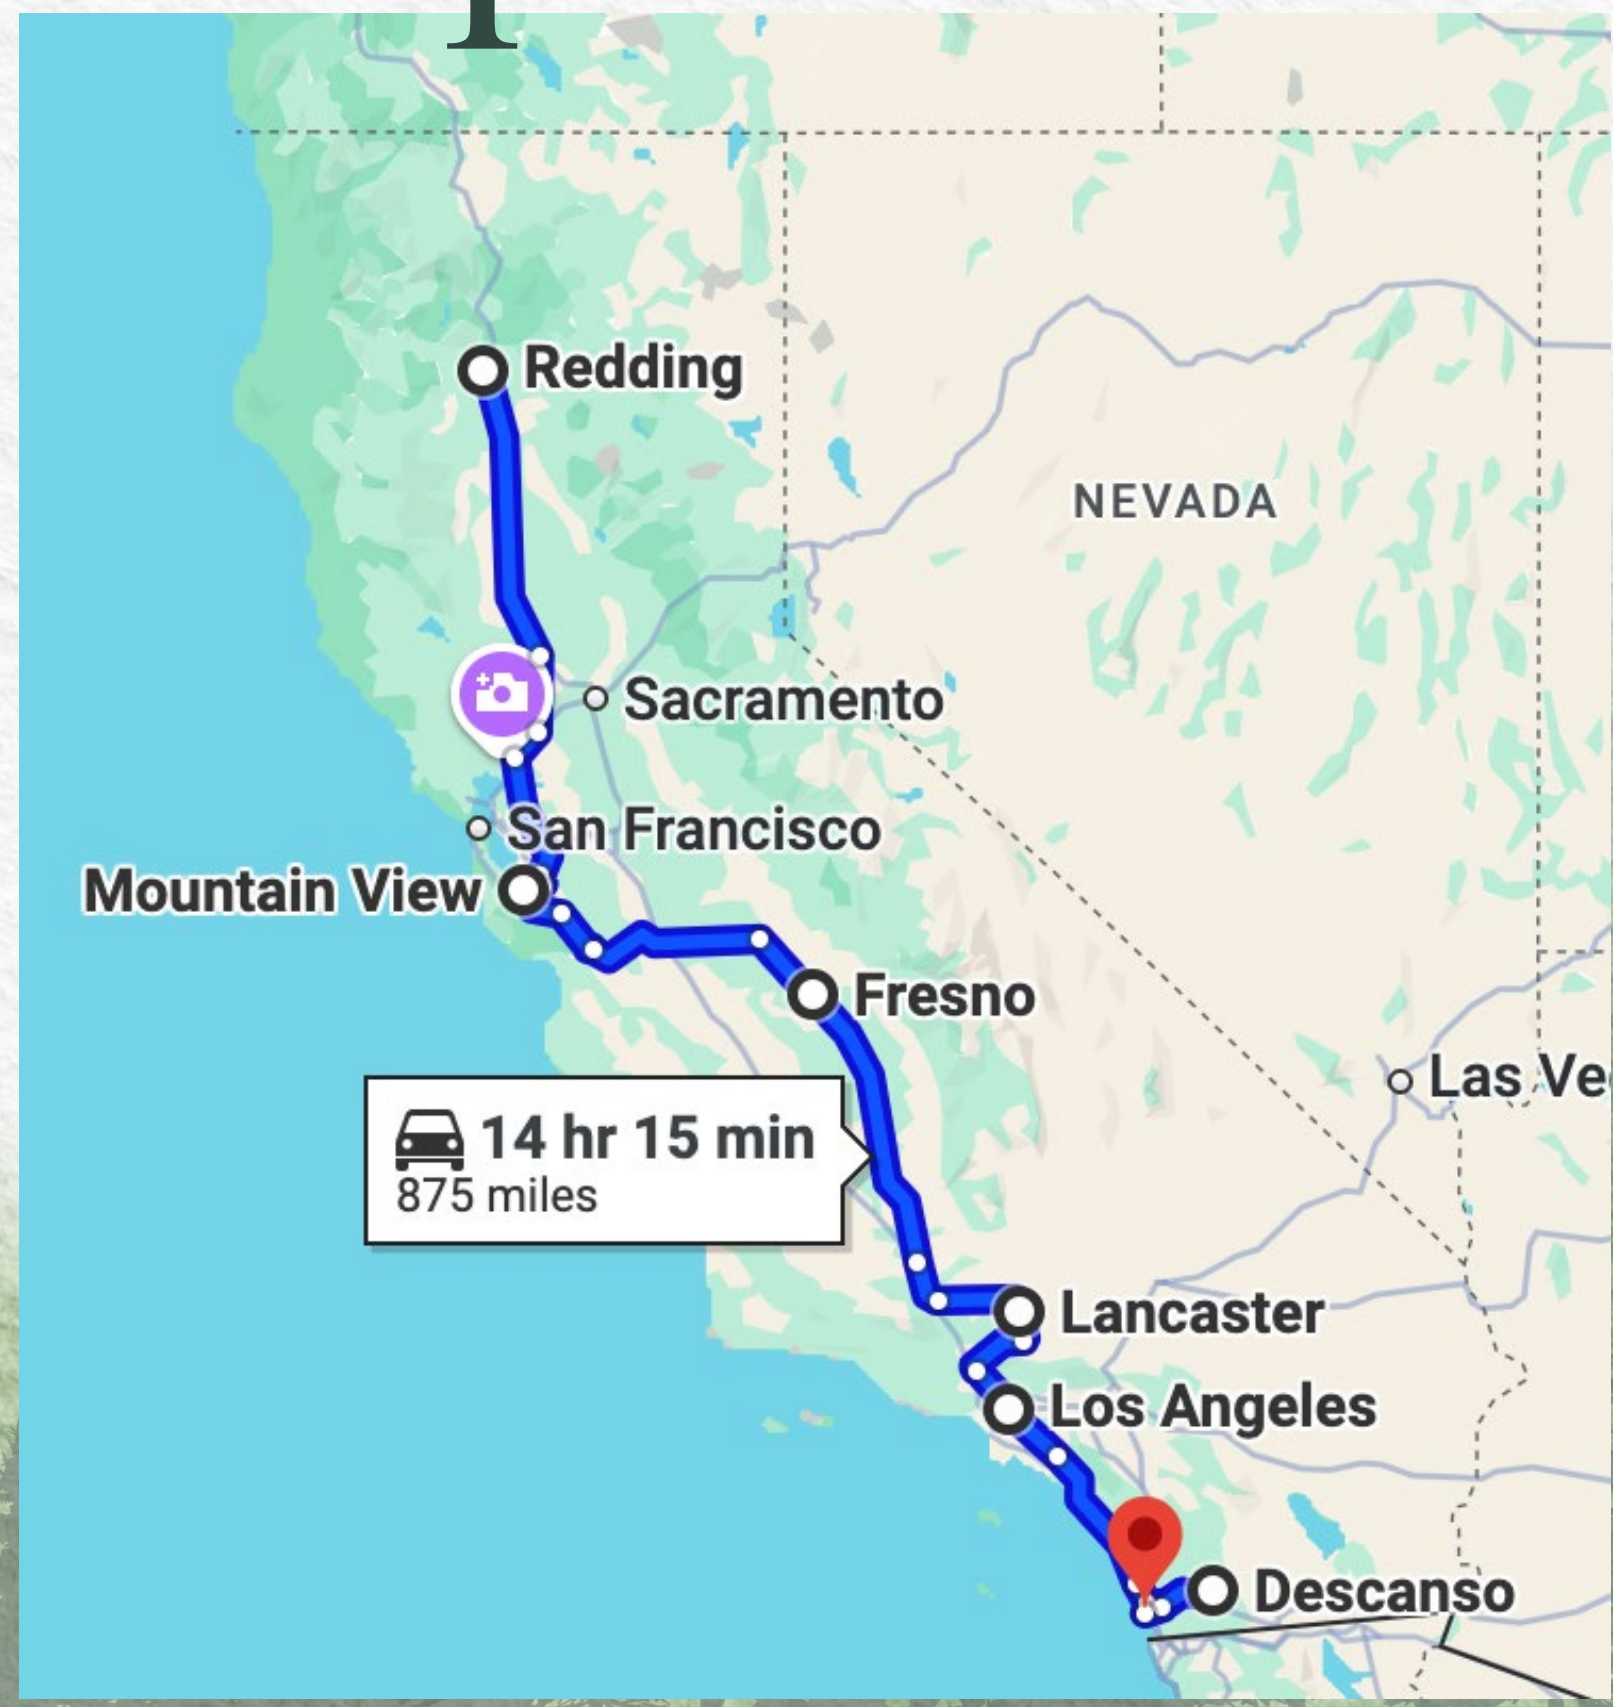 Redding
NEVADA
Sacramento
San Francisco
Mountain View
Fresno
Las Ve
14 hr 15 min
875 miles
Lancaster
Los Angeles
Descanso